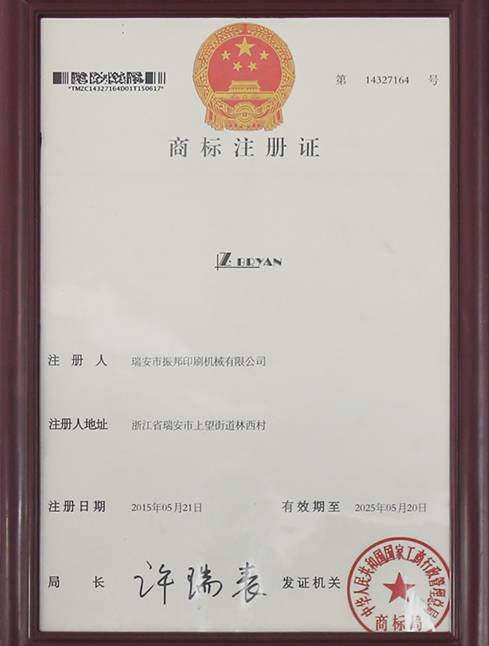 *TMZC14327164D01T150617*
第 14327164 号
商标注册证
Z. BRYAN
注 册 人 瑞安市振邦印刷机械有限公司
注册人地址 浙江省瑞安市上望街道林西村
注册日期 2015年05月21日 有效期至 2025年05月20日
局 长 许瑞表 发证机关
中华人民共和国国家工商行政管理总局
商标局